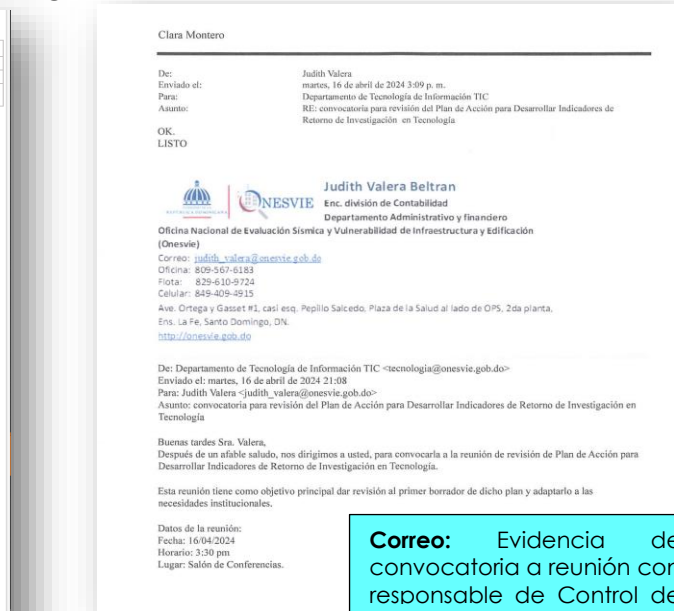 Clara Montero
De: Judith Valera
Enviado el: martes, 16 de abril de 2024 3:09 p. m.
Para: Departamento de Tecnología de Información TIC
Asunto: RE: convocatoria para revisión del Plan de Acción para Desarrollar Indicadores de
Retorno de Investigación en Tecnología
OK.
LISTO
REPÚBLICA DOMINICANA
ONESVIE
Judith Valera Beltran
Enc. división de Contabilidad
Departamento Administrativo y financiero
Oficina Nacional de Evaluación Sísmica y Vulnerabilidad de Infraestructura y Edificación
(Onesvie)
Correo: judith_valera@onesvie.gob.do
Oficina: 809-567-6183
Flota: 829-610-9724
Celular: 849-409-4915
Ave. Ortega y Gasset #1, casi esq. Pepillo Salcedo, Plaza de la Salud al lado de OPS, 2da planta,
Ens. La Fe, Santo Domingo, DN.
http://onesvie.gob.do
De: Departamento de Tecnología de Información TIC <tecnologia@onesvie.gob.do>
Enviado el: martes, 16 de abril de 2024 21:08
Para: Judith Valera <judith_valera@onesvie.gob.do>
Asunto: convocatoria para revisión del Plan de Acción para Desarrollar Indicadores de Retorno de Investigación en
Tecnología
Buenas tardes Sra. Valera,
Después de un afable saludo, nos dirigimos a usted, para convocarla a la reunión de revisión de Plan de Acción para
Desarrollar Indicadores de Retorno de Investigación en Tecnología.
Esta reunión tiene como objetivo principal dar revisión al primer borrador de dicho plan y adaptarlo a las
necesidades institucionales.
Datos de la reunión:
Fecha: 16/04/2024
Horario: 3:30 pm
Lugar: Salón de Conferencias.
Correo: Evidencia de
convocatoria a reunión con
responsable de Control de